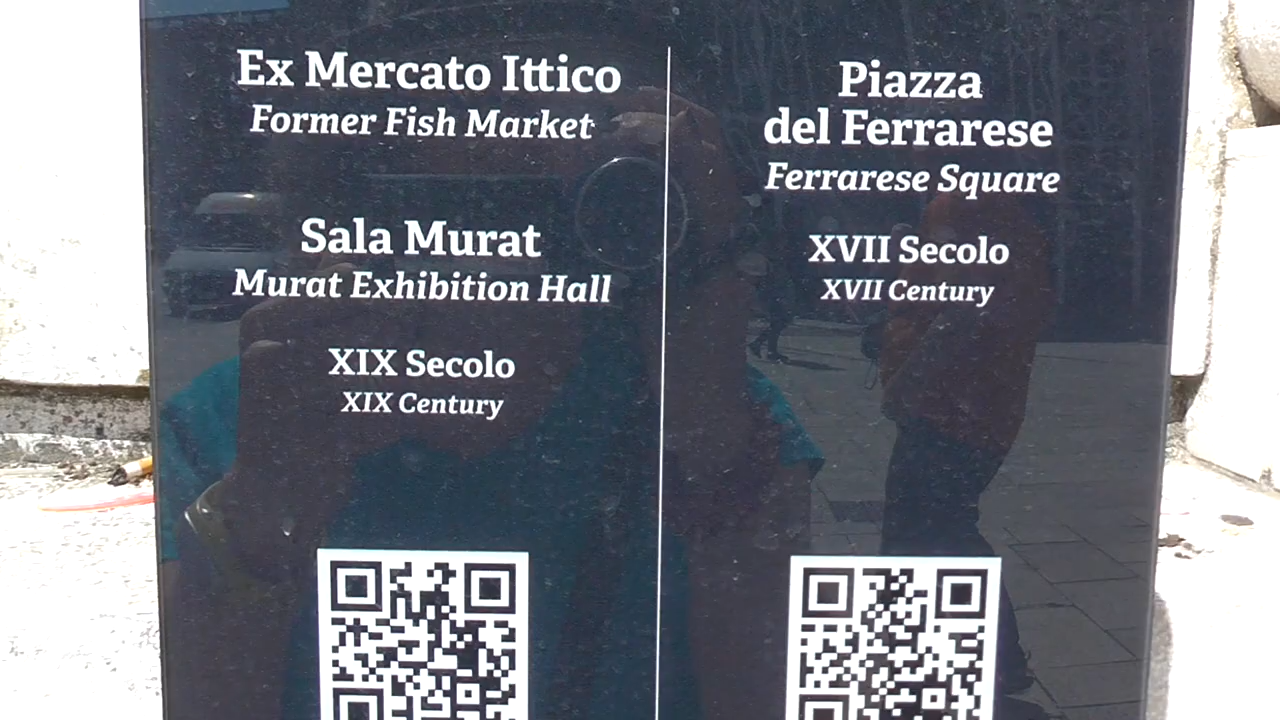 Ex Mercato Ittico
Former Fish Market
Sala Murat
Murat Exhibition Hall
XIX Secolo
XIX Century
Piazza
del Ferrarese
Ferrarese Square
XVII Secolo
XVII Century